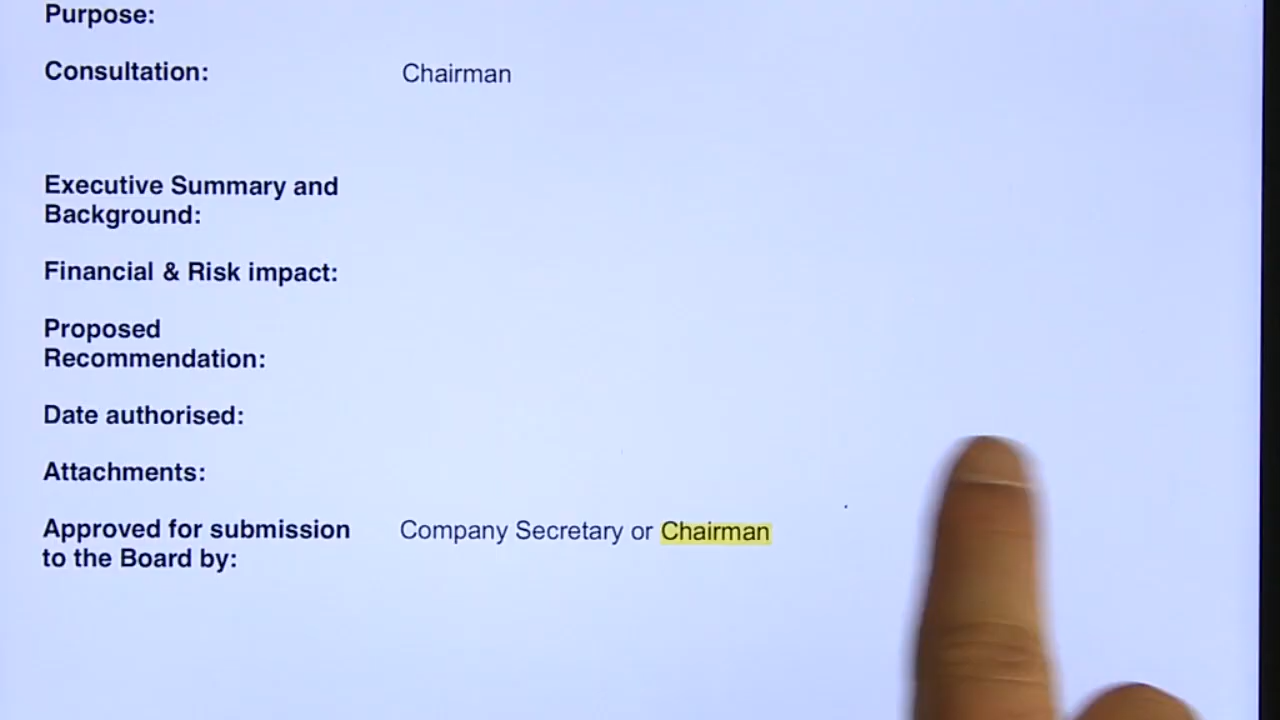 Purpose:
Consultation: Chairman
Executive Summary and
Background:
Financial & Risk impact:
Proposed
Recommendation:
Date authorised:
Attachments:
Approved for submission Company Secretary or Chairman
to the Board by: